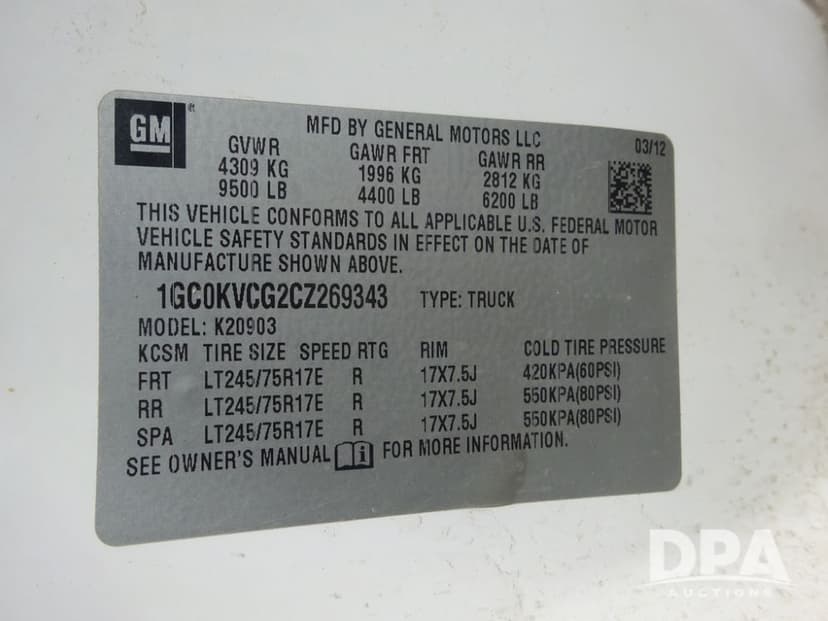 GM
MFD BY GENERAL MOTORS LLC
03/12
GVWR GAWR FRT GAWR RR
4309 KG 1996 KG 2812 KG
9500 LB 4400 LB 6200 LB
THIS VEHICLE CONFORMS TO ALL APPLICABLE U.S. FEDERAL MOTOR
VEHICLE SAFETY STANDARDS IN EFFECT ON THE DATE OF
MANUFACTURE SHOWN ABOVE.
1GC0KVCG2CZ269343 TYPE: TRUCK
MODEL: K20903
KCSM TIRE SIZE SPEED RTG RIM COLD TIRE PRESSURE
FRT LT245/75R17E R 17X7.5J 420KPA(60PSI)
RR LT245/75R17E R 17X7.5J 550KPA(80PSI)
SPA LT245/75R17E R 17X7.5J 550KPA(80PSI)
SEE OWNER'S MANUAL i FOR MORE INFORMATION.
DPA
AUCTIONS